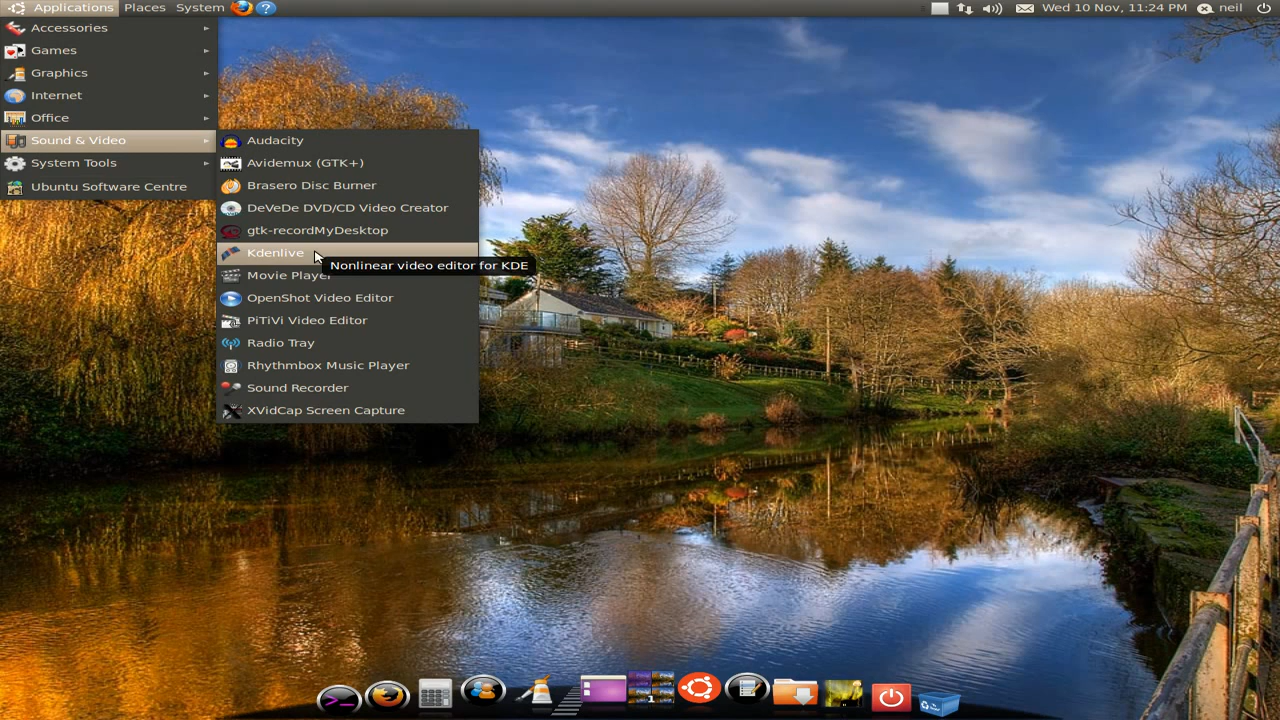 Applications Places System ? Wed 10 Nov, 11:24 PM neil
Accessories
Games
Graphics
Internet
Office
Sound & Video
System Tools
Ubuntu Software Centre
Audacity
Avidemux (GTK+)
Brasero Disc Burner
DeVeDe DVD/CD Video Creator
gtk-recordMyDesktop
Kdenlive
Nonlinear video editor for KDE
Movie Player
OpenShot Video Editor
PiTiVi Video Editor
Radio Tray
Rhythmbox Music Player
Sound Recorder
XVidCap Screen Capture
1